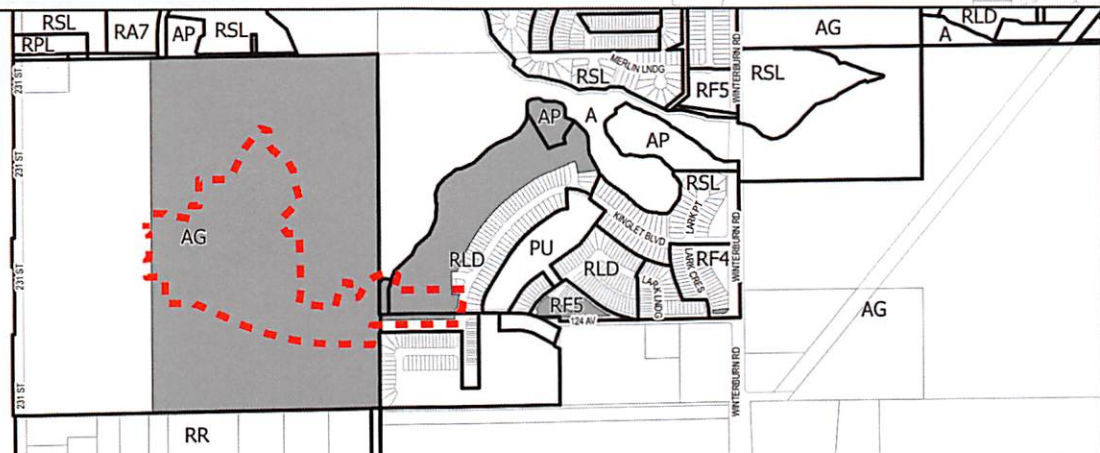 RSL
RPL
RA7
AP
RSL
231 ST
231 ST
231 ST
231 ST
AG
RR
MERLIN LNDG
RSL
RF5
WINTERBURN RD
AP
A
AP
RSL
LARK PT
KINGLET BLVD
RLD
PU
RLD
LARK LNDG
LARK CRES
RF4
RF5
124 AV
WINTERBURN RD
WINTERBURN RD
AG
RLD
A
RSL
AG